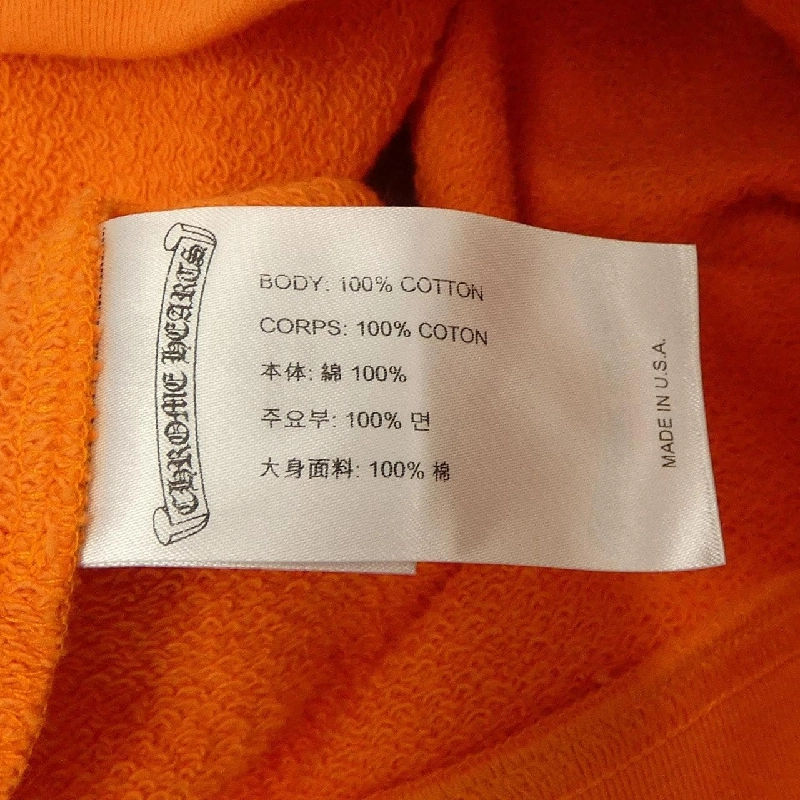 CHROME HEARTS
BODY: 100% COTTON
CORPS: 100% COTON
本体: 綿 100%
주요부: 100% 면
大身面料: 100% 棉
MADE IN U.S.A.